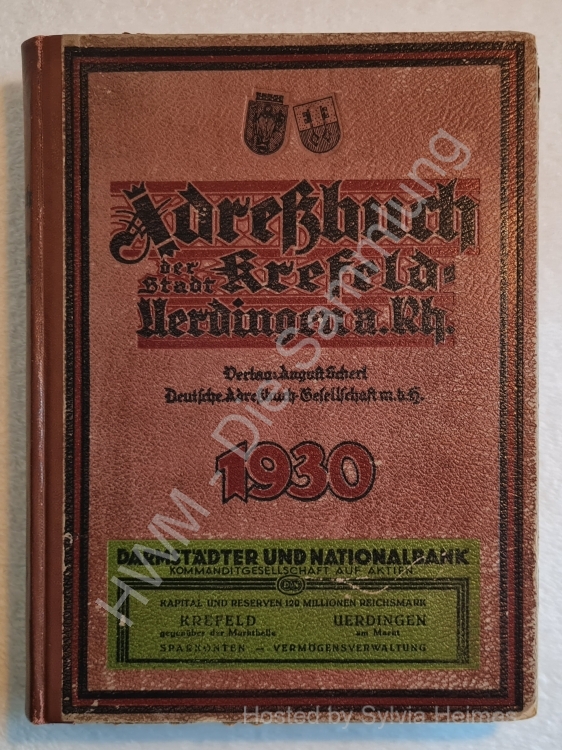 Adreßbuch
der Stadt Krefeld=
Uerdingen a. Rh.
Verlag: August Scherl
Deutsche Adreßbuch-Gesellschaft m.b.H.
1930
DARMSTÄDTER UND NATIONALBANK
KOMMANDITGESELLSCHAFT AUF AKTIEN
KAPITAL UND RESERVEN 120 MILLIONEN REICHSMARK
KREFELD UERDINGEN
gegenüber der Markthalle am Markt
SPARKONTEN — VERMÖGENSVERWALTUNG
HWM - Die Sammlung
Hosted by Sylvia Heimes